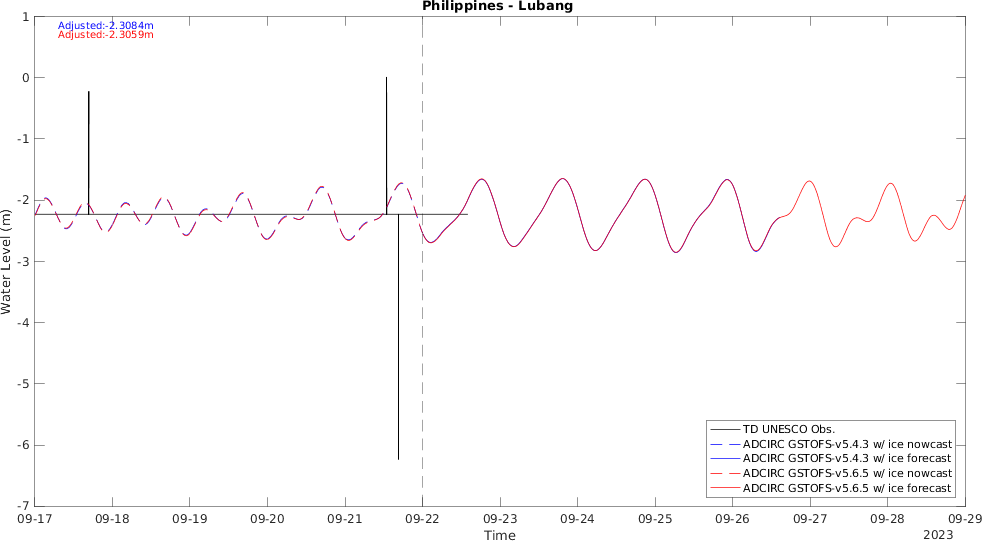 Philippines - Lubang
Adjusted:-2.3084m
Adjusted:-2.3059m
1
0
-1
-2
-3
-4
-5
-6
-7
Water Level (m)
TD UNESCO Obs.
ADCIRC GSTOFS-v5.4.3 w/ ice nowcast
ADCIRC GSTOFS-v5.4.3 w/ ice forecast
ADCIRC GSTOFS-v5.6.5 w/ ice nowcast
ADCIRC GSTOFS-v5.6.5 w/ ice forecast
09-17 09-18 09-19 09-20 09-21 09-22 09-23 09-24 09-25 09-26 09-27 09-28 09-29
Time
2023